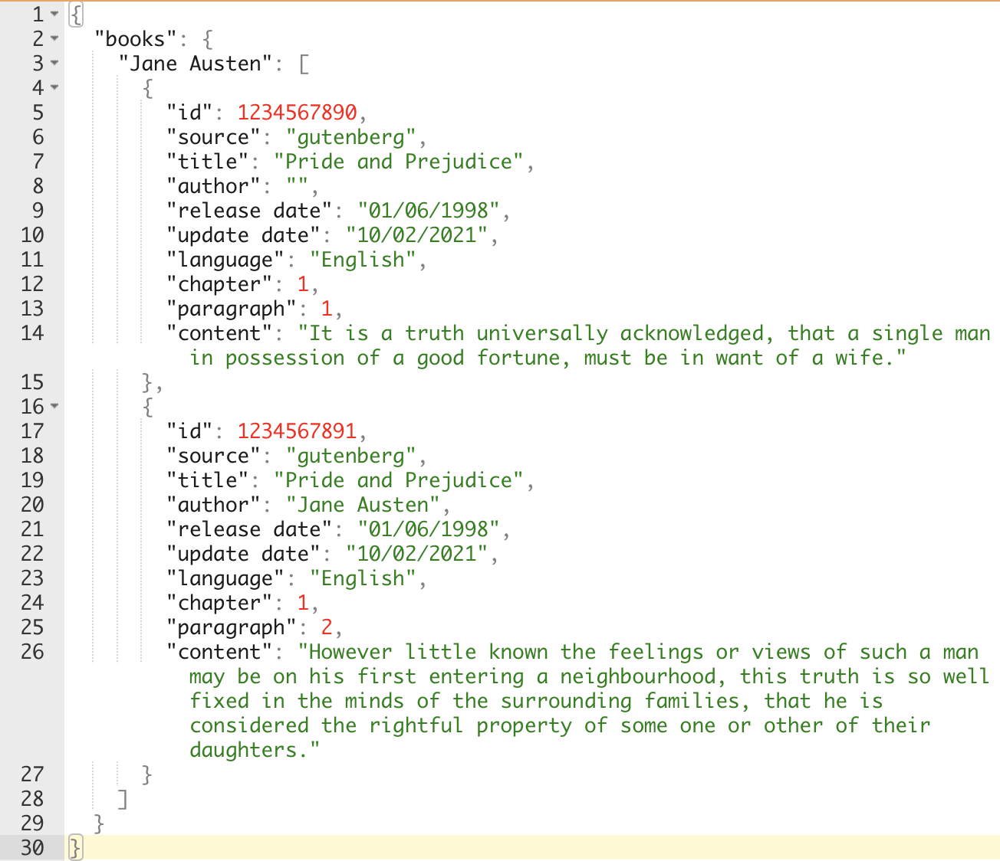 1 {
2 "books": {
3 "Jane Austen": [
4 {
5 "id": 1234567890,
6 "source": "gutenberg",
7 "title": "Pride and Prejudice",
8 "author": "",
9 "release date": "01/06/1998",
10 "update date": "10/02/2021",
11 "language": "English",
12 "chapter": 1,
13 "paragraph": 1,
14 "content": "It is a truth universally acknowledged, that a single man
in possession of a good fortune, must be in want of a wife."
15 },
16 {
17 "id": 1234567891,
18 "source": "gutenberg",
19 "title": "Pride and Prejudice",
20 "author": "Jane Austen",
21 "release date": "01/06/1998",
22 "update date": "10/02/2021",
23 "language": "English",
24 "chapter": 1,
25 "paragraph": 2,
26 "content": "However little known the feelings or views of such a man
may be on his first entering a neighbourhood, this truth is so well
fixed in the minds of the surrounding families, that he is
considered the rightful property of some one or other of their
daughters."
27 }
28 ]
29 }
30 }